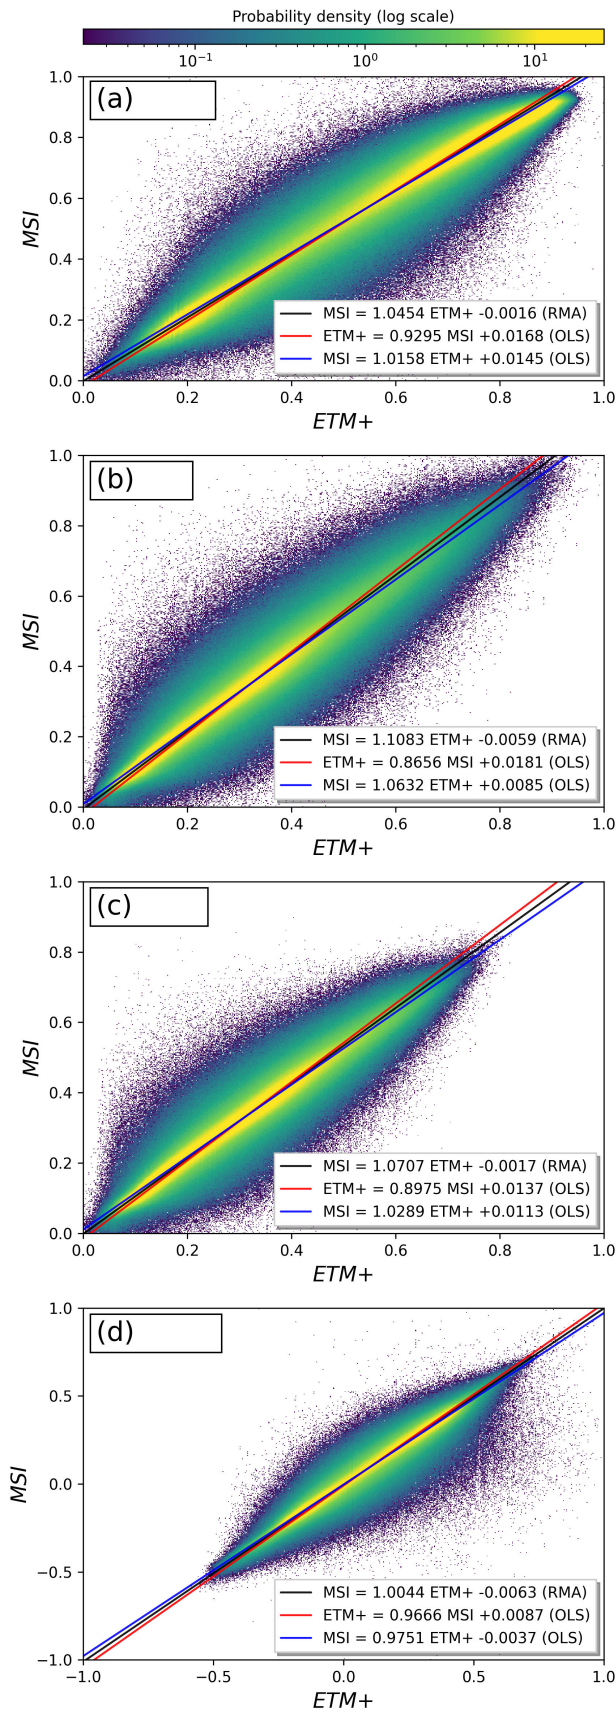 Probability density (log scale)
10⁻¹ 10⁰ 10¹
(a)
1.0
0.8
0.6
0.4
0.2
0.0
MSI
MSI = 1.0454 ETM+ -0.0016 (RMA)
ETM+ = 0.9295 MSI +0.0168 (OLS)
MSI = 1.0158 ETM+ +0.0145 (OLS)
0.0 0.2 0.4 0.6 0.8 1.0
ETM+
(b)
1.0
0.8
0.6
0.4
0.2
0.0
MSI
MSI = 1.1083 ETM+ -0.0059 (RMA)
ETM+ = 0.8656 MSI +0.0181 (OLS)
MSI = 1.0632 ETM+ +0.0085 (OLS)
0.0 0.2 0.4 0.6 0.8 1.0
ETM+
(c)
1.0
0.8
0.6
0.4
0.2
0.0
MSI
MSI = 1.0707 ETM+ -0.0017 (RMA)
ETM+ = 0.8975 MSI +0.0137 (OLS)
MSI = 1.0289 ETM+ +0.0113 (OLS)
0.0 0.2 0.4 0.6 0.8 1.0
ETM+
(d)
1.0
0.5
0.0
−0.5
−1.0
MSI
MSI = 1.0044 ETM+ -0.0063 (RMA)
ETM+ = 0.9666 MSI +0.0087 (OLS)
MSI = 0.9751 ETM+ -0.0037 (OLS)
−1.0 −0.5 0.0 0.5 1.0
ETM+